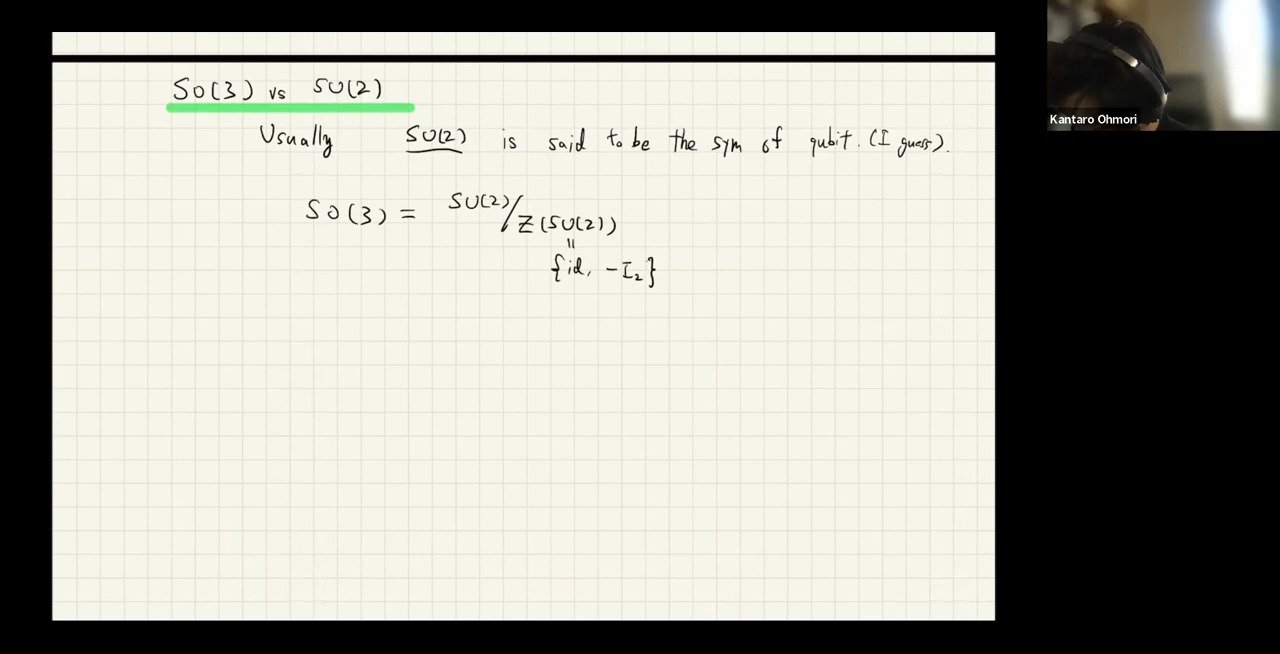 SO(3) vs SU(2)
Usually SU(2) is said to be the sym of qubit. (I guess).
SO(3) = SU(2)/Z(SU(2))
=
{id, -I₂}
Kantaro Ohmori